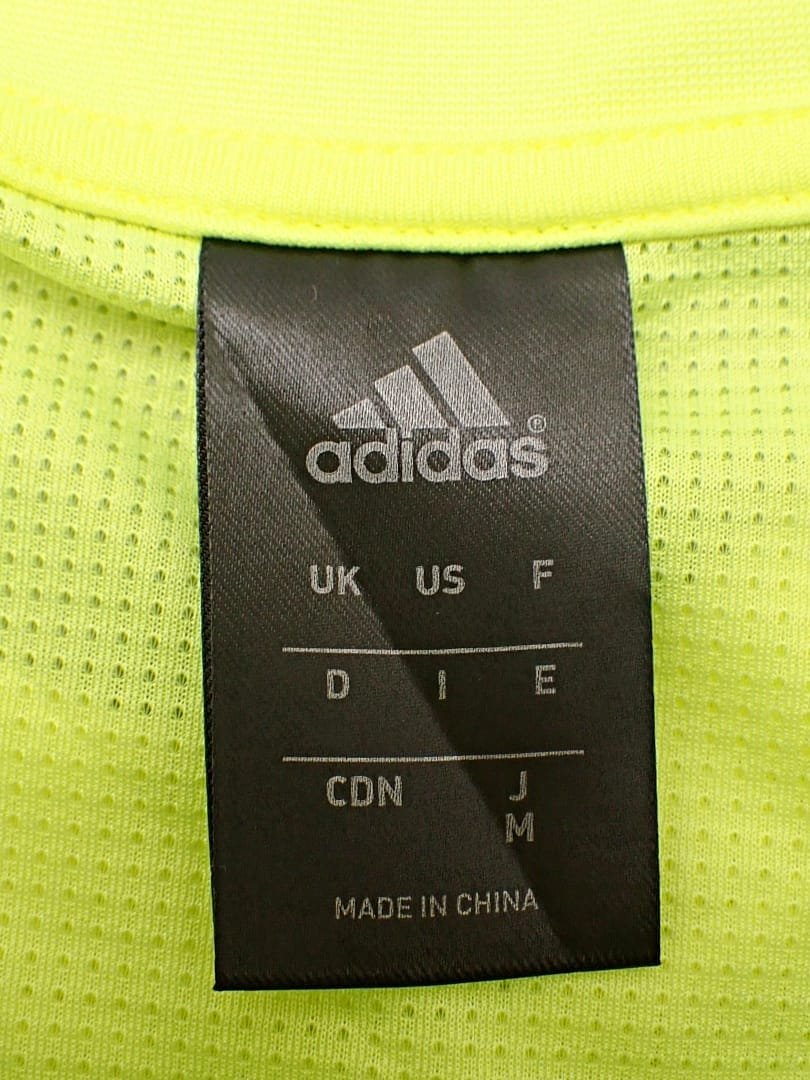 adidas®
UK US F
D I E
CDN J
M
MADE IN CHINA